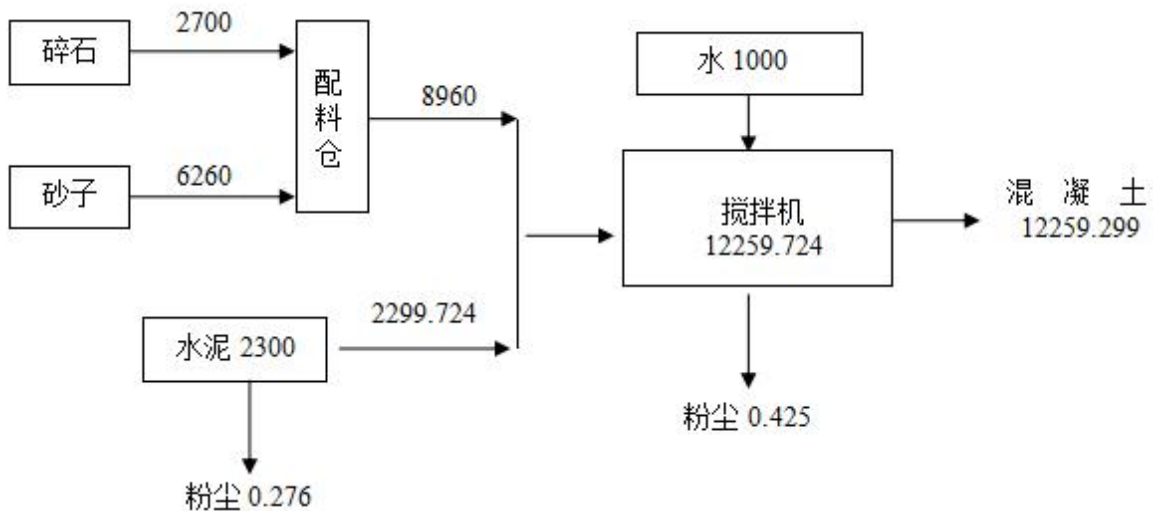 碎石
2700
砂子
6260
配料仓
8960
水泥 2300
2299.724
粉尘 0.276
水 1000
搅拌机
12259.724
粉尘 0.425
混 凝 土
12259.299